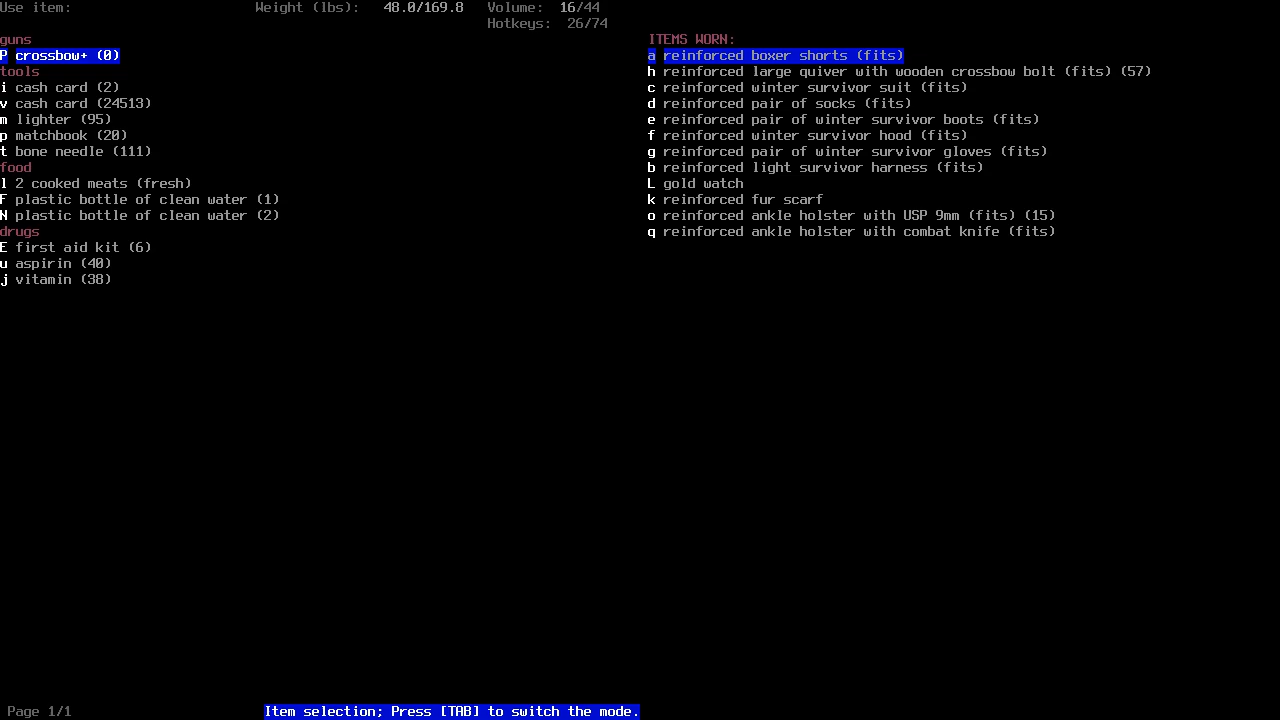 Use item: Weight (lbs): 48.0/169.8 Volume: 16/44
Hotkeys: 26/74
guns
P crossbow+ (0)
tools
i cash card (2)
v cash card (24513)
m lighter (95)
p matchbook (20)
t bone needle (111)
food
l 2 cooked meats (fresh)
F plastic bottle of clean water (1)
N plastic bottle of clean water (2)
drugs
E first aid kit (6)
u aspirin (40)
j vitamin (38)
ITEMS WORN:
a reinforced boxer shorts (fits)
h reinforced large quiver with wooden crossbow bolt (fits) (57)
c reinforced winter survivor suit (fits)
d reinforced pair of socks (fits)
e reinforced pair of winter survivor boots (fits)
f reinforced winter survivor hood (fits)
g reinforced pair of winter survivor gloves (fits)
b reinforced light survivor harness (fits)
L gold watch
k reinforced fur scarf
o reinforced ankle holster with USP 9mm (fits) (15)
q reinforced ankle holster with combat knife (fits)
Page 1/1 Item selection; Press [TAB] to switch the mode.